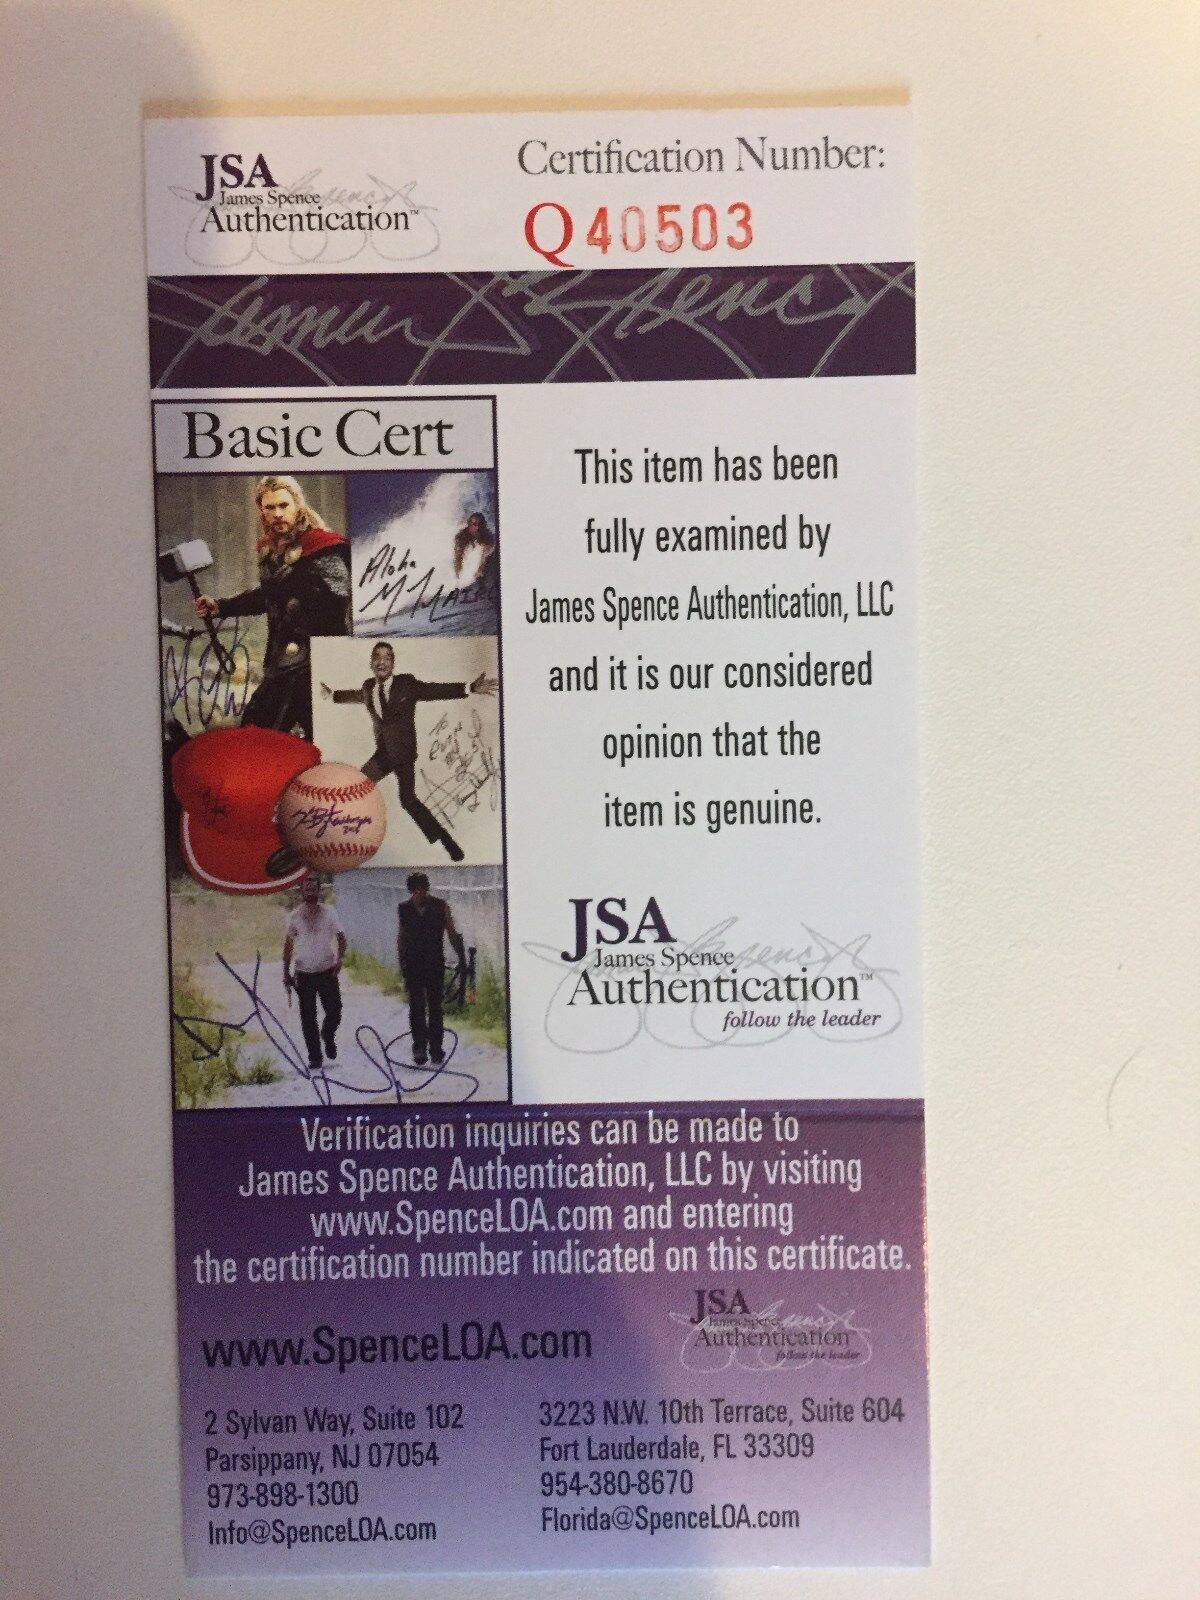 JSA
James Spence
Authentication™
Certification Number:
Q40503
James Spence
Basic Cert
Aloha
This item has been
fully examined by
James Spence Authentication, LLC
and it is our considered
opinion that the
item is genuine.
JSA
James Spence
Authentication™
follow the leader
Verification inquiries can be made to
James Spence Authentication, LLC by visiting
www.SpenceLOA.com and entering
the certification number indicated on this certificate.
www.SpenceLOA.com
JSA
James Spence
Authentication
follow the leader
2 Sylvan Way, Suite 102
Parsippany, NJ 07054
973-898-1300
Info@SpenceLOA.com
3223 N.W. 10th Terrace, Suite 604
Fort Lauderdale, FL 33309
954-380-8670
Florida@SpenceLOA.com